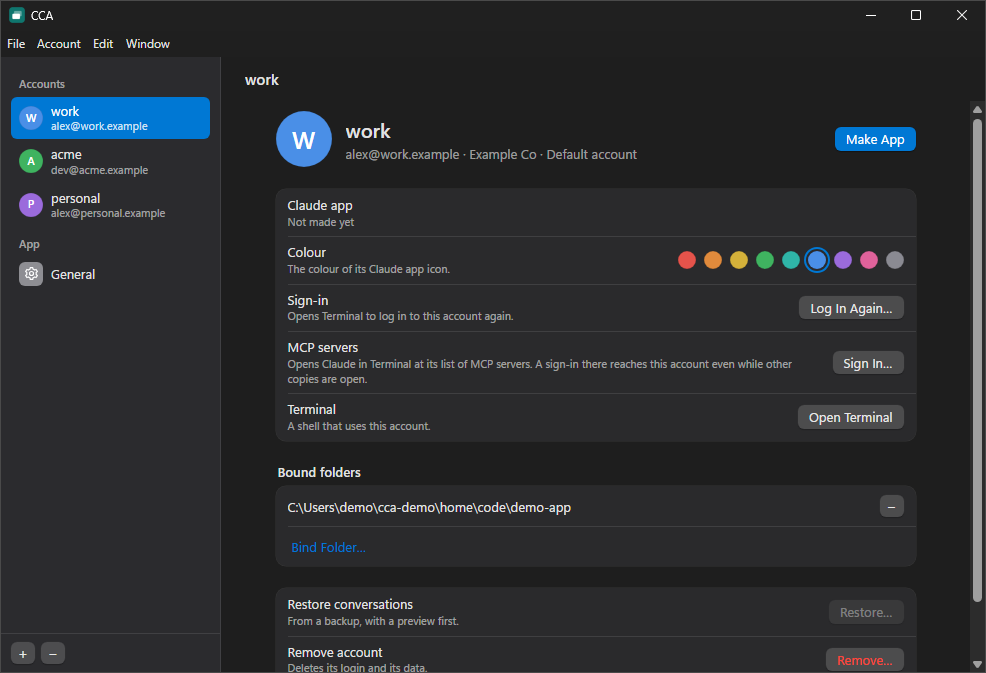 CCA
File Account Edit Window
Accounts
W
work
alex@work.example
A
acme
dev@acme.example
P
personal
alex@personal.example
App
General
+ −
work
W
work
alex@work.example · Example Co · Default account
Make App
Claude app
Not made yet
Colour
The colour of its Claude app icon.
Sign-in
Opens Terminal to log in to this account again.
Log In Again...
MCP servers
Opens Claude in Terminal at its list of MCP servers. A sign-in there reaches this account even while other
copies are open.
Sign In...
Terminal
A shell that uses this account.
Open Terminal
Bound folders
C:\Users\demo\cca-demo\home\code\demo-app
−
Bind Folder...
Restore conversations
From a backup, with a preview first.
Restore...
Remove account
Deletes its login and its data.
Remove...